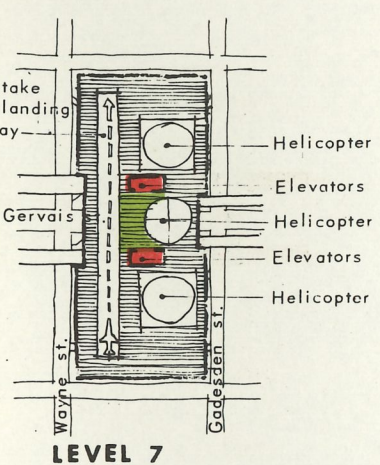 take
landing
ay
Helicopter
Elevators
Gervais
Helicopter
Elevators
Helicopter
Wayne st.
Gadesden st.
LEVEL 7